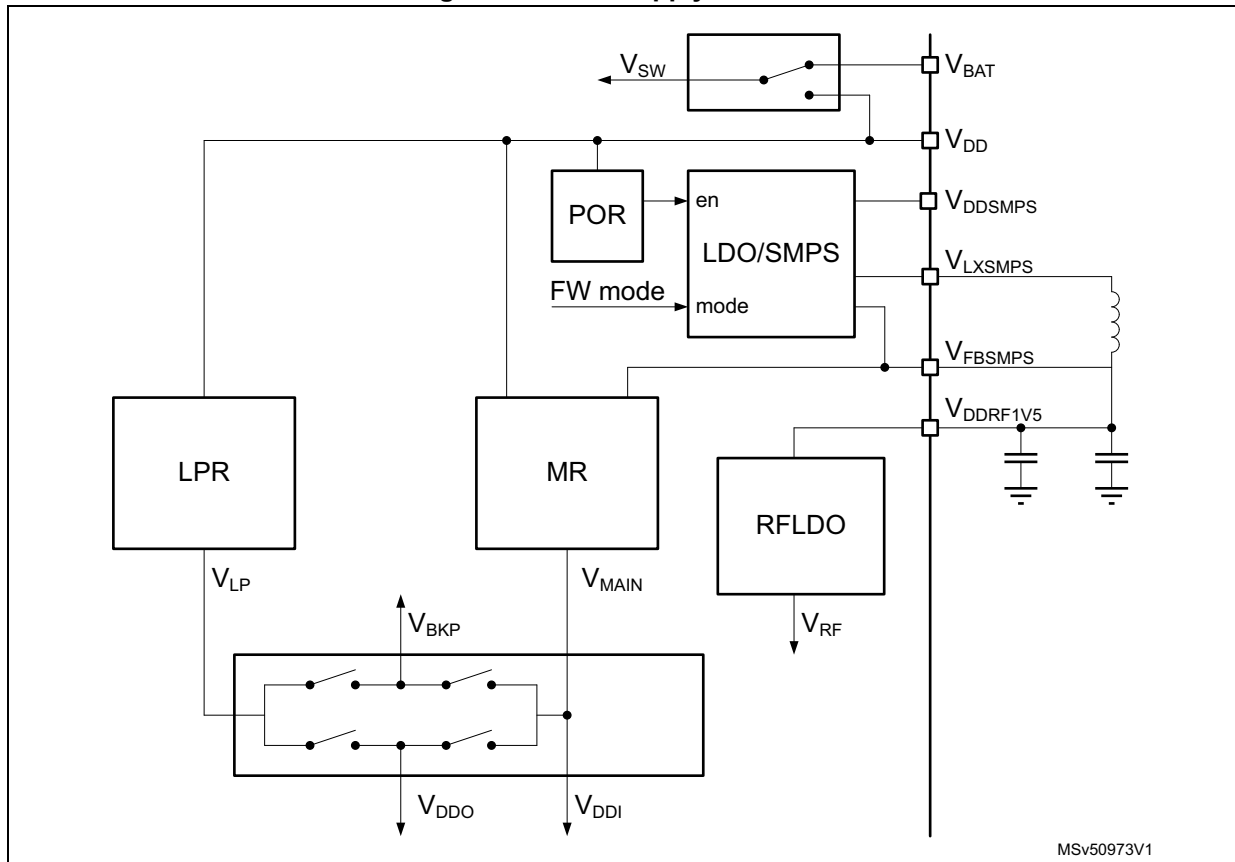 VSW
VBAT
VDD
POR
en
VDDSMPS
LDO/SMPS
VLXSMPS
FW mode
mode
VFBSMPS
VDDRF1V5
LPR
MR
RFLDO
VLP
VMAIN
VBKP
VRF
VDDO
VDDI
MSv50973V1